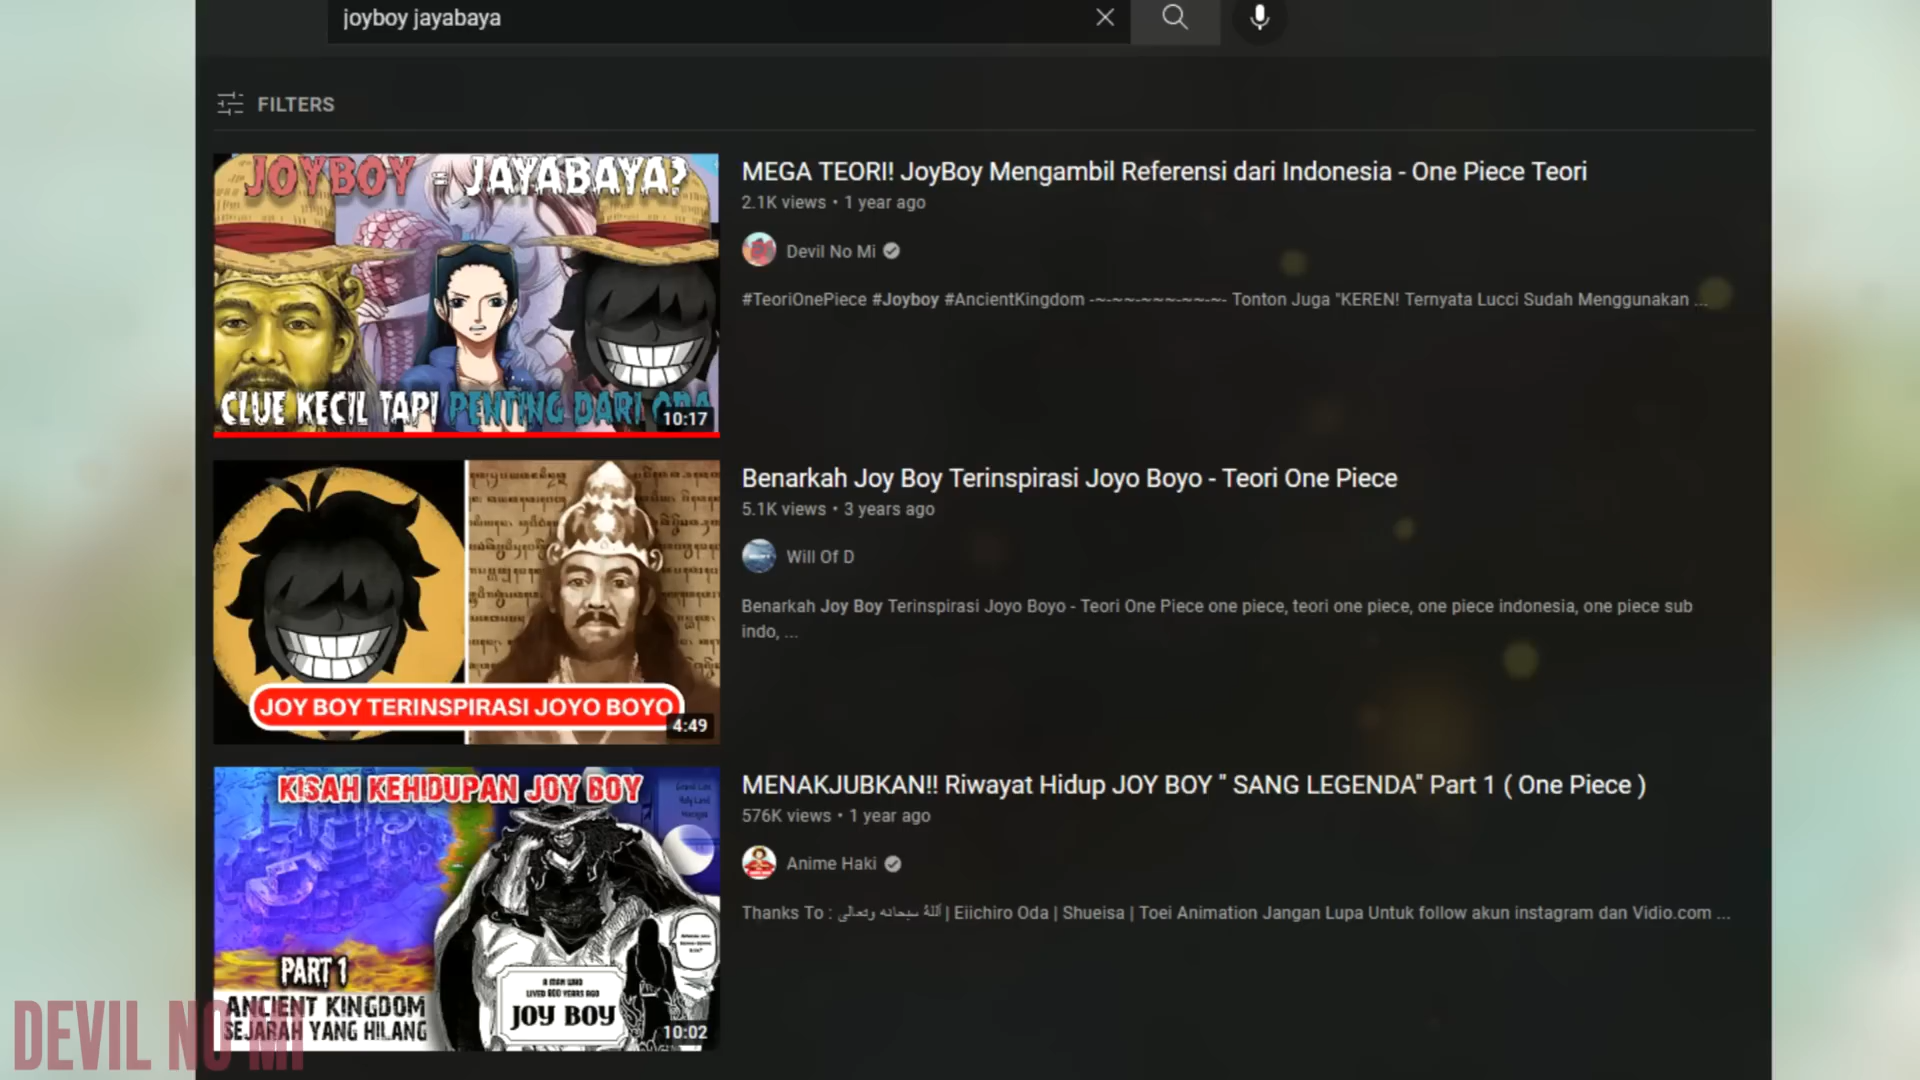 joyboy jayabaya
FILTERS
JOYBOY = JAYABAYA?
CLUE KECIL TAPI PENTING DARI ODA
10:17
MEGA TEORI! JoyBoy Mengambil Referensi dari Indonesia - One Piece Teori
2.1K views • 1 year ago
Devil No Mi
#TeoriOnePiece #Joyboy #AncientKingdom -~-~~-~~~-~~-~- Tonton Juga "KEREN! Ternyata Lucci Sudah Menggunakan ...
JOY BOY TERINSPIRASI JOYO BOYO
4:49
Benarkah Joy Boy Terinspirasi Joyo Boyo - Teori One Piece
5.1K views • 3 years ago
Will Of D
Benarkah Joy Boy Terinspirasi Joyo Boyo - Teori One Piece one piece, teori one piece, one piece indonesia, one piece sub
indo, ...
KISAH KEHIDUPAN JOY BOY
PART 1
ANCIENT KINGDOM
SEJARAH YANG HILANG
A MAN WHO
LIVED 800 YEARS AGO
JOY BOY
10:02
MENAKJUBKAN!! Riwayat Hidup JOY BOY " SANG LEGENDA" Part 1 ( One Piece )
576K views • 1 year ago
Anime Haki
Thanks To : اَللهُ سبحانه وتعالى | Eiichiro Oda | Shueisa | Toei Animation Jangan Lupa Untuk follow akun instagram dan Vidio.com ...
DEVIL NO MI